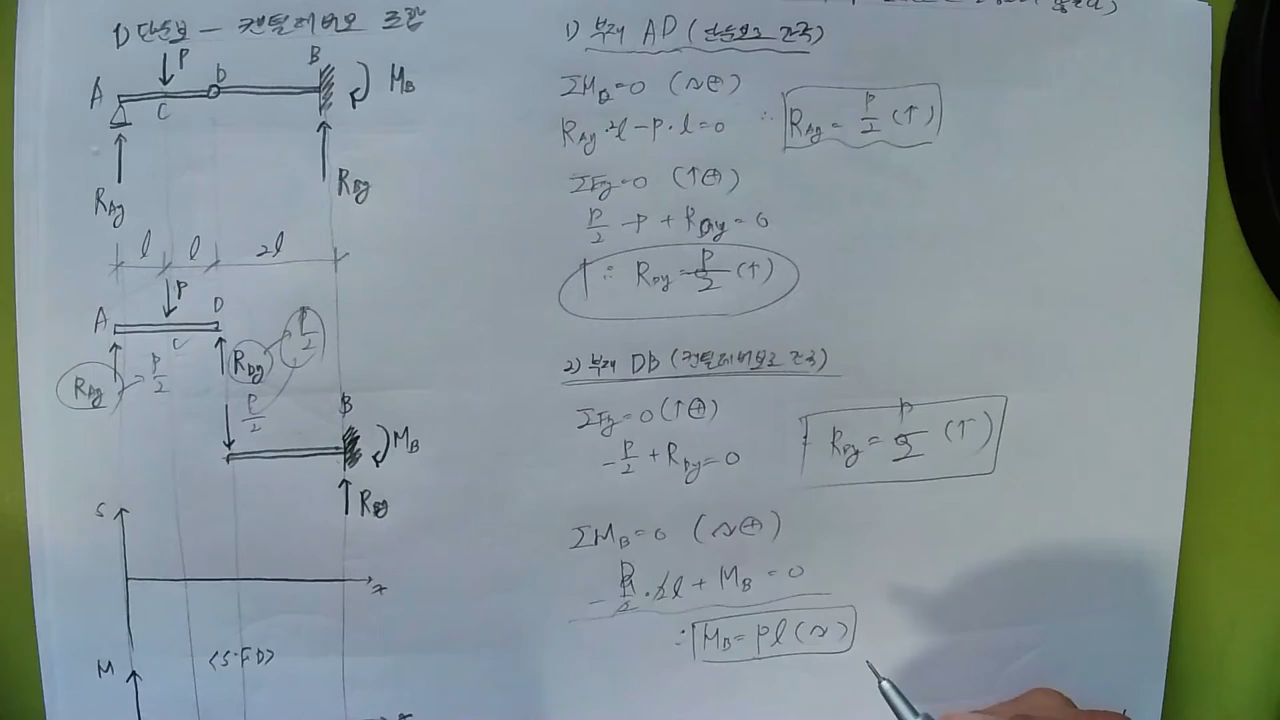 1) 단순보 – 켄틸레버보 조합
P
A
C
D
B
M_B
R_Ay
R_By
l
l
2l
P
A
C
D
R_Ay = P/2
R_Dy = P/2
P/2
B
M_B
R_By
S
x
<S.F.D>
M
1) 부재 AD (단순보로 간주)
ΣM_D=0 (↷⊕)
R_Ay·2l – P·l=0 ∴ R_Ay = P/2 (↑)
ΣFy=0 (↑⊕)
P/2 – P + R_Dy = 0
∴ R_Dy = P/2 (↑)
2) 부재 DB (켄틸레버보로 간주)
ΣFy=0 (↑⊕)
–P/2 + R_By = 0
R_By = P/2 (↑)
ΣM_B=0 (↷⊕)
–P/2·2l + M_B = 0
∴ M_B = Pl (↷)